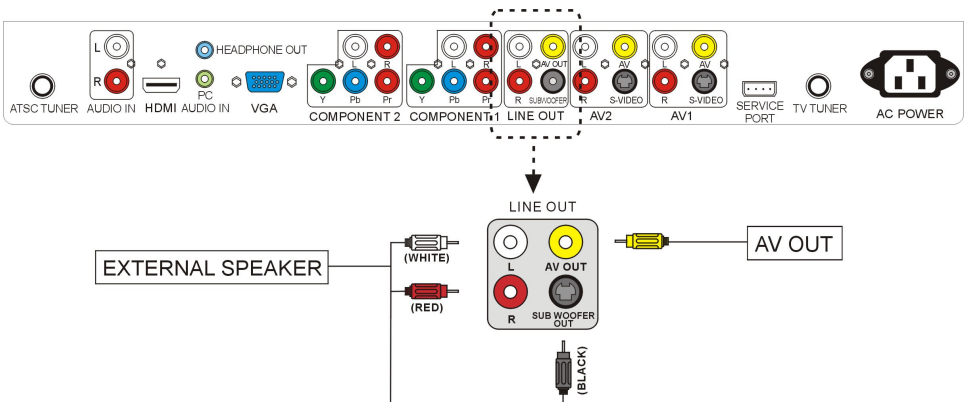 L
R
AUDIO IN
ATSC TUNER
HDMI
HEADPHONE OUT
PC
AUDIO IN
VGA
L R
Y Pb Pr
COMPONENT 2
L R
Y Pb Pr
COMPONENT 1
L AV OUT
R SUBWOOFER
LINE OUT
L AV
R S-VIDEO
AV2
L AV
R S-VIDEO
AV1
SERVICE
PORT
TV TUNER
AC POWER
LINE OUT
EXTERNAL SPEAKER
(WHITE)
(RED)
L AV OUT
R SUB WOOFER
OUT
AV OUT
(BLACK)